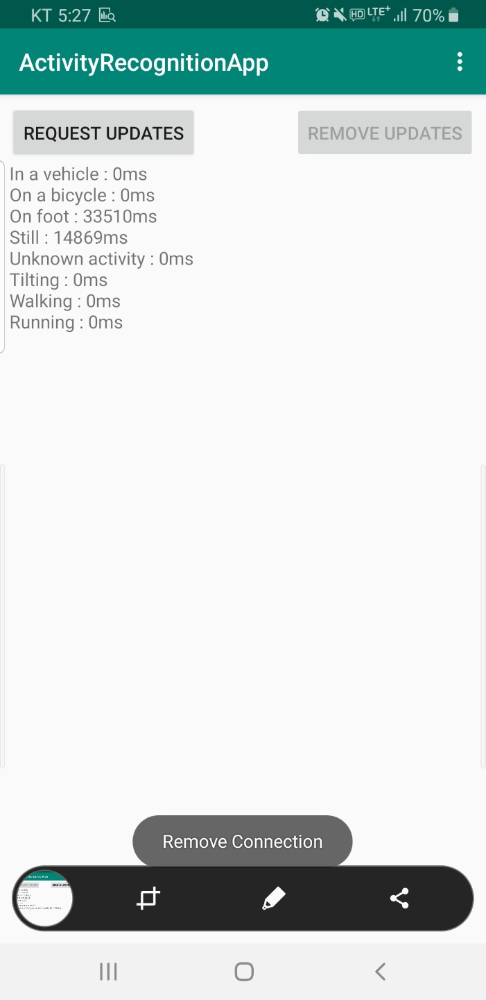 KT 5:27 HD LTE+ 70%
ActivityRecognitionApp
REQUEST UPDATES REMOVE UPDATES
In a vehicle : 0ms
On a bicycle : 0ms
On foot : 33510ms
Still : 14869ms
Unknown activity : 0ms
Tilting : 0ms
Walking : 0ms
Running : 0ms
Remove Connection